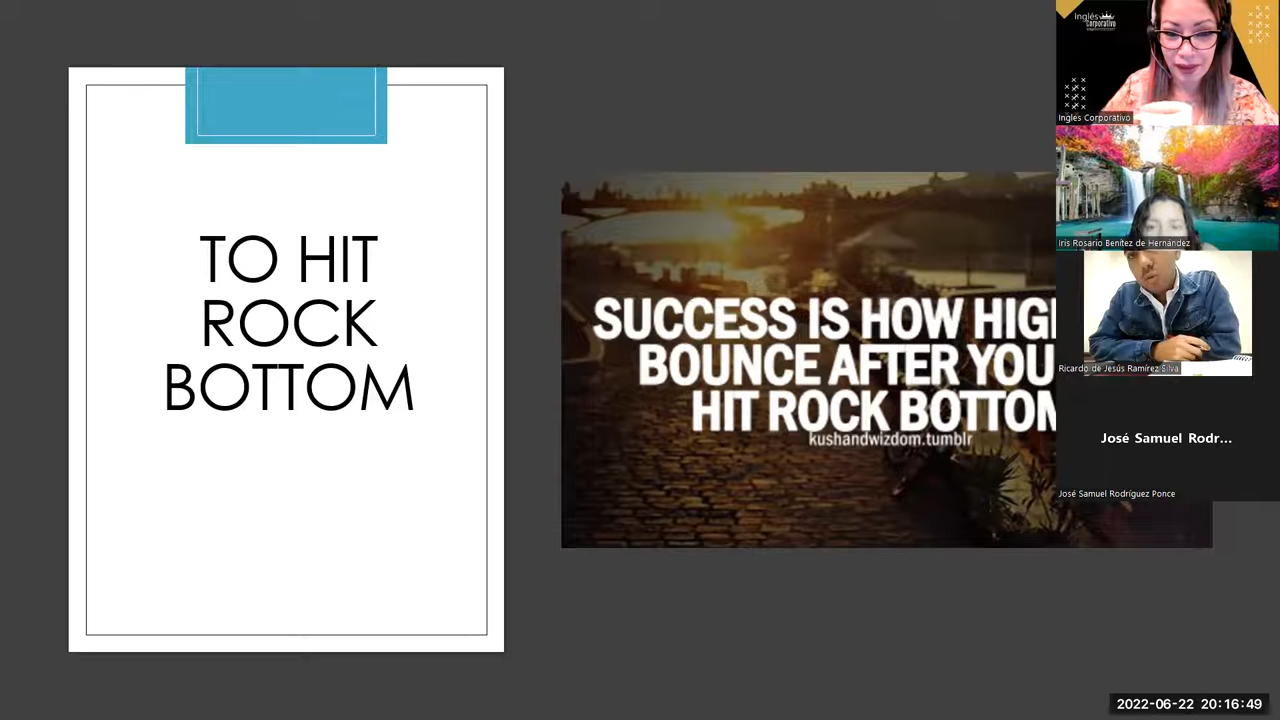 TO HIT
ROCK
BOTTOM
SUCCESS IS HOW HIGH
BOUNCE AFTER YOU
HIT ROCK BOTTOM
kushandwizdom.tumblr
Inglés
Corporativo
Ingles Corporativo
Iris Rosario Benítez de Hernández
Ricardo de Jesús Ramírez Silva
José Samuel Rodr...
José Samuel Rodríguez Ponce
2022-06-22 20:16:49